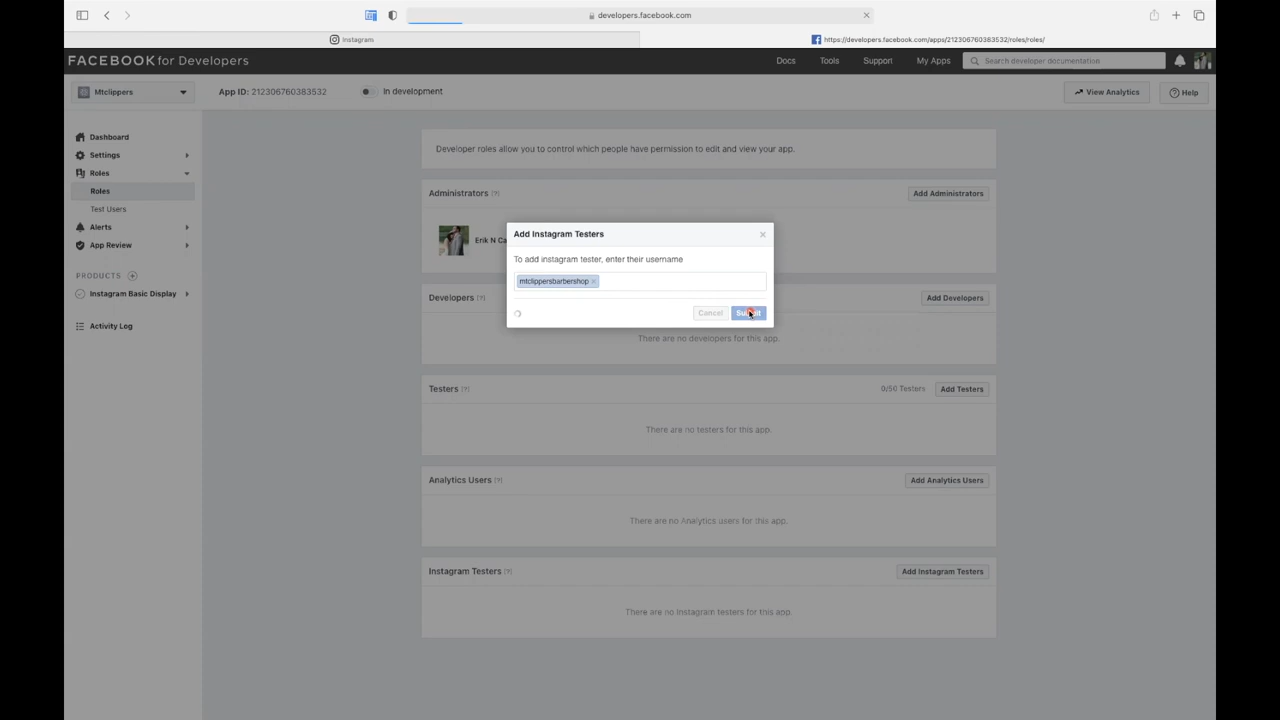 developers.facebook.com
Instagram
https://developers.facebook.com/apps/212306760383532/roles/roles/
FACEBOOK for Developers
Docs
Tools
Support
My Apps
Search developer documentation
Mtclippers
App ID: 212306760383532
In development
View Analytics
Help
Dashboard
Settings
Roles
Roles
Test Users
Alerts
App Review
PRODUCTS
Instagram Basic Display
Activity Log
Developer roles allow you to control which people have permission to edit and view your app.
Administrators [?]
Add Administrators
Erik N
Add Instagram Testers
To add instagram tester, enter their username
mtclippersbarbershop
Cancel
Submit
Developers [?]
Add Developers
There are no developers for this app.
Testers [?]
0/50 Testers
Add Testers
There are no testers for this app.
Analytics Users [?]
Add Analytics Users
There are no Analytics users for this app.
Instagram Testers [?]
Add Instagram Testers
There are no Instagram testers for this app.